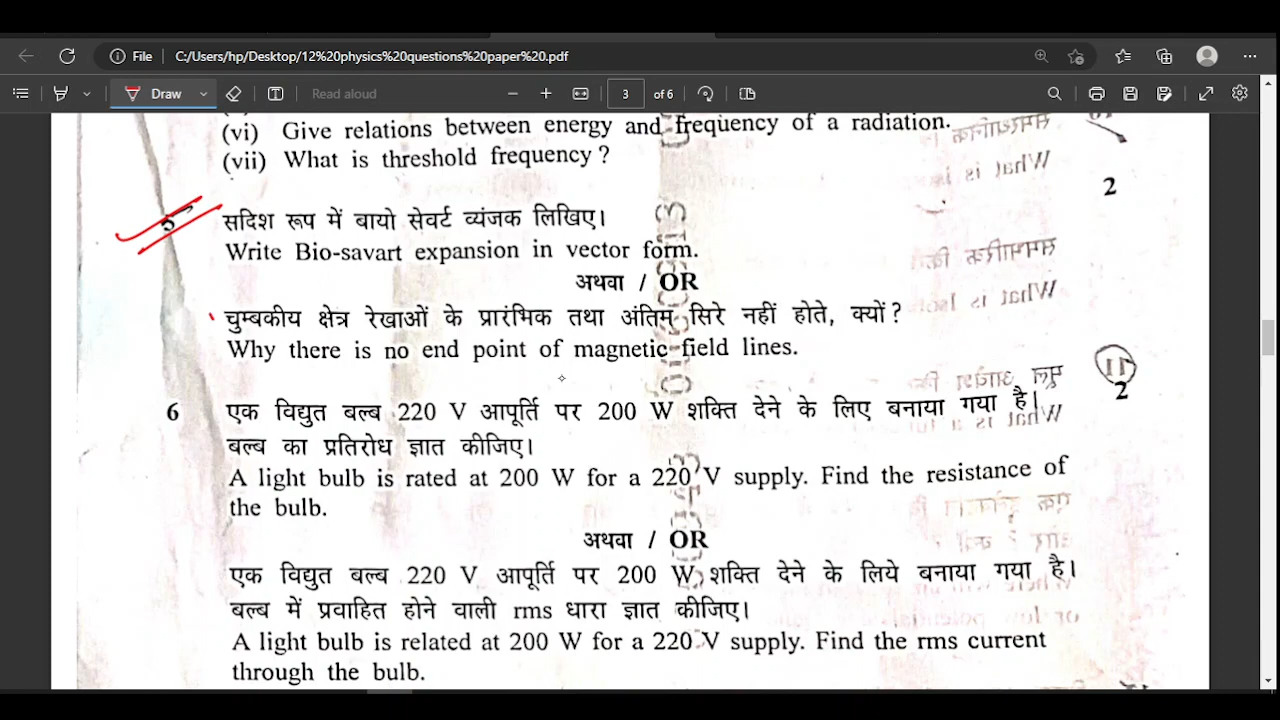 File C:/Users/hp/Desktop/12%20physics%20questions%20paper%20.pdf
Draw Read aloud 3 of 6
(vi) Give relations between energy and frequency of a radiation.
(vii) What is threshold frequency ?
2
5 सदिश रूप में बायो सेवर्ट व्यंजक लिखिए।
Write Bio-savart expansion in vector form.
अथवा / OR
चुम्बकीय क्षेत्र रेखाओं के प्रारंभिक तथा अंतिम सिरे नहीं होते, क्यों?
Why there is no end point of magnetic field lines.
11
6 एक विद्युत बल्ब 220 V आपूर्ति पर 200 W शक्ति देने के लिए बनाया गया है। 2
बल्ब का प्रतिरोध ज्ञात कीजिए।
A light bulb is rated at 200 W for a 220 V supply. Find the resistance of
the bulb.
अथवा / OR
एक विद्युत बल्ब 220 V आपूर्ति पर 200 W शक्ति देने के लिये बनाया गया है।
बल्ब में प्रवाहित होने वाली rms धारा ज्ञात कीजिए।
A light bulb is related at 200 W for a 220 V supply. Find the rms current
through the bulb.